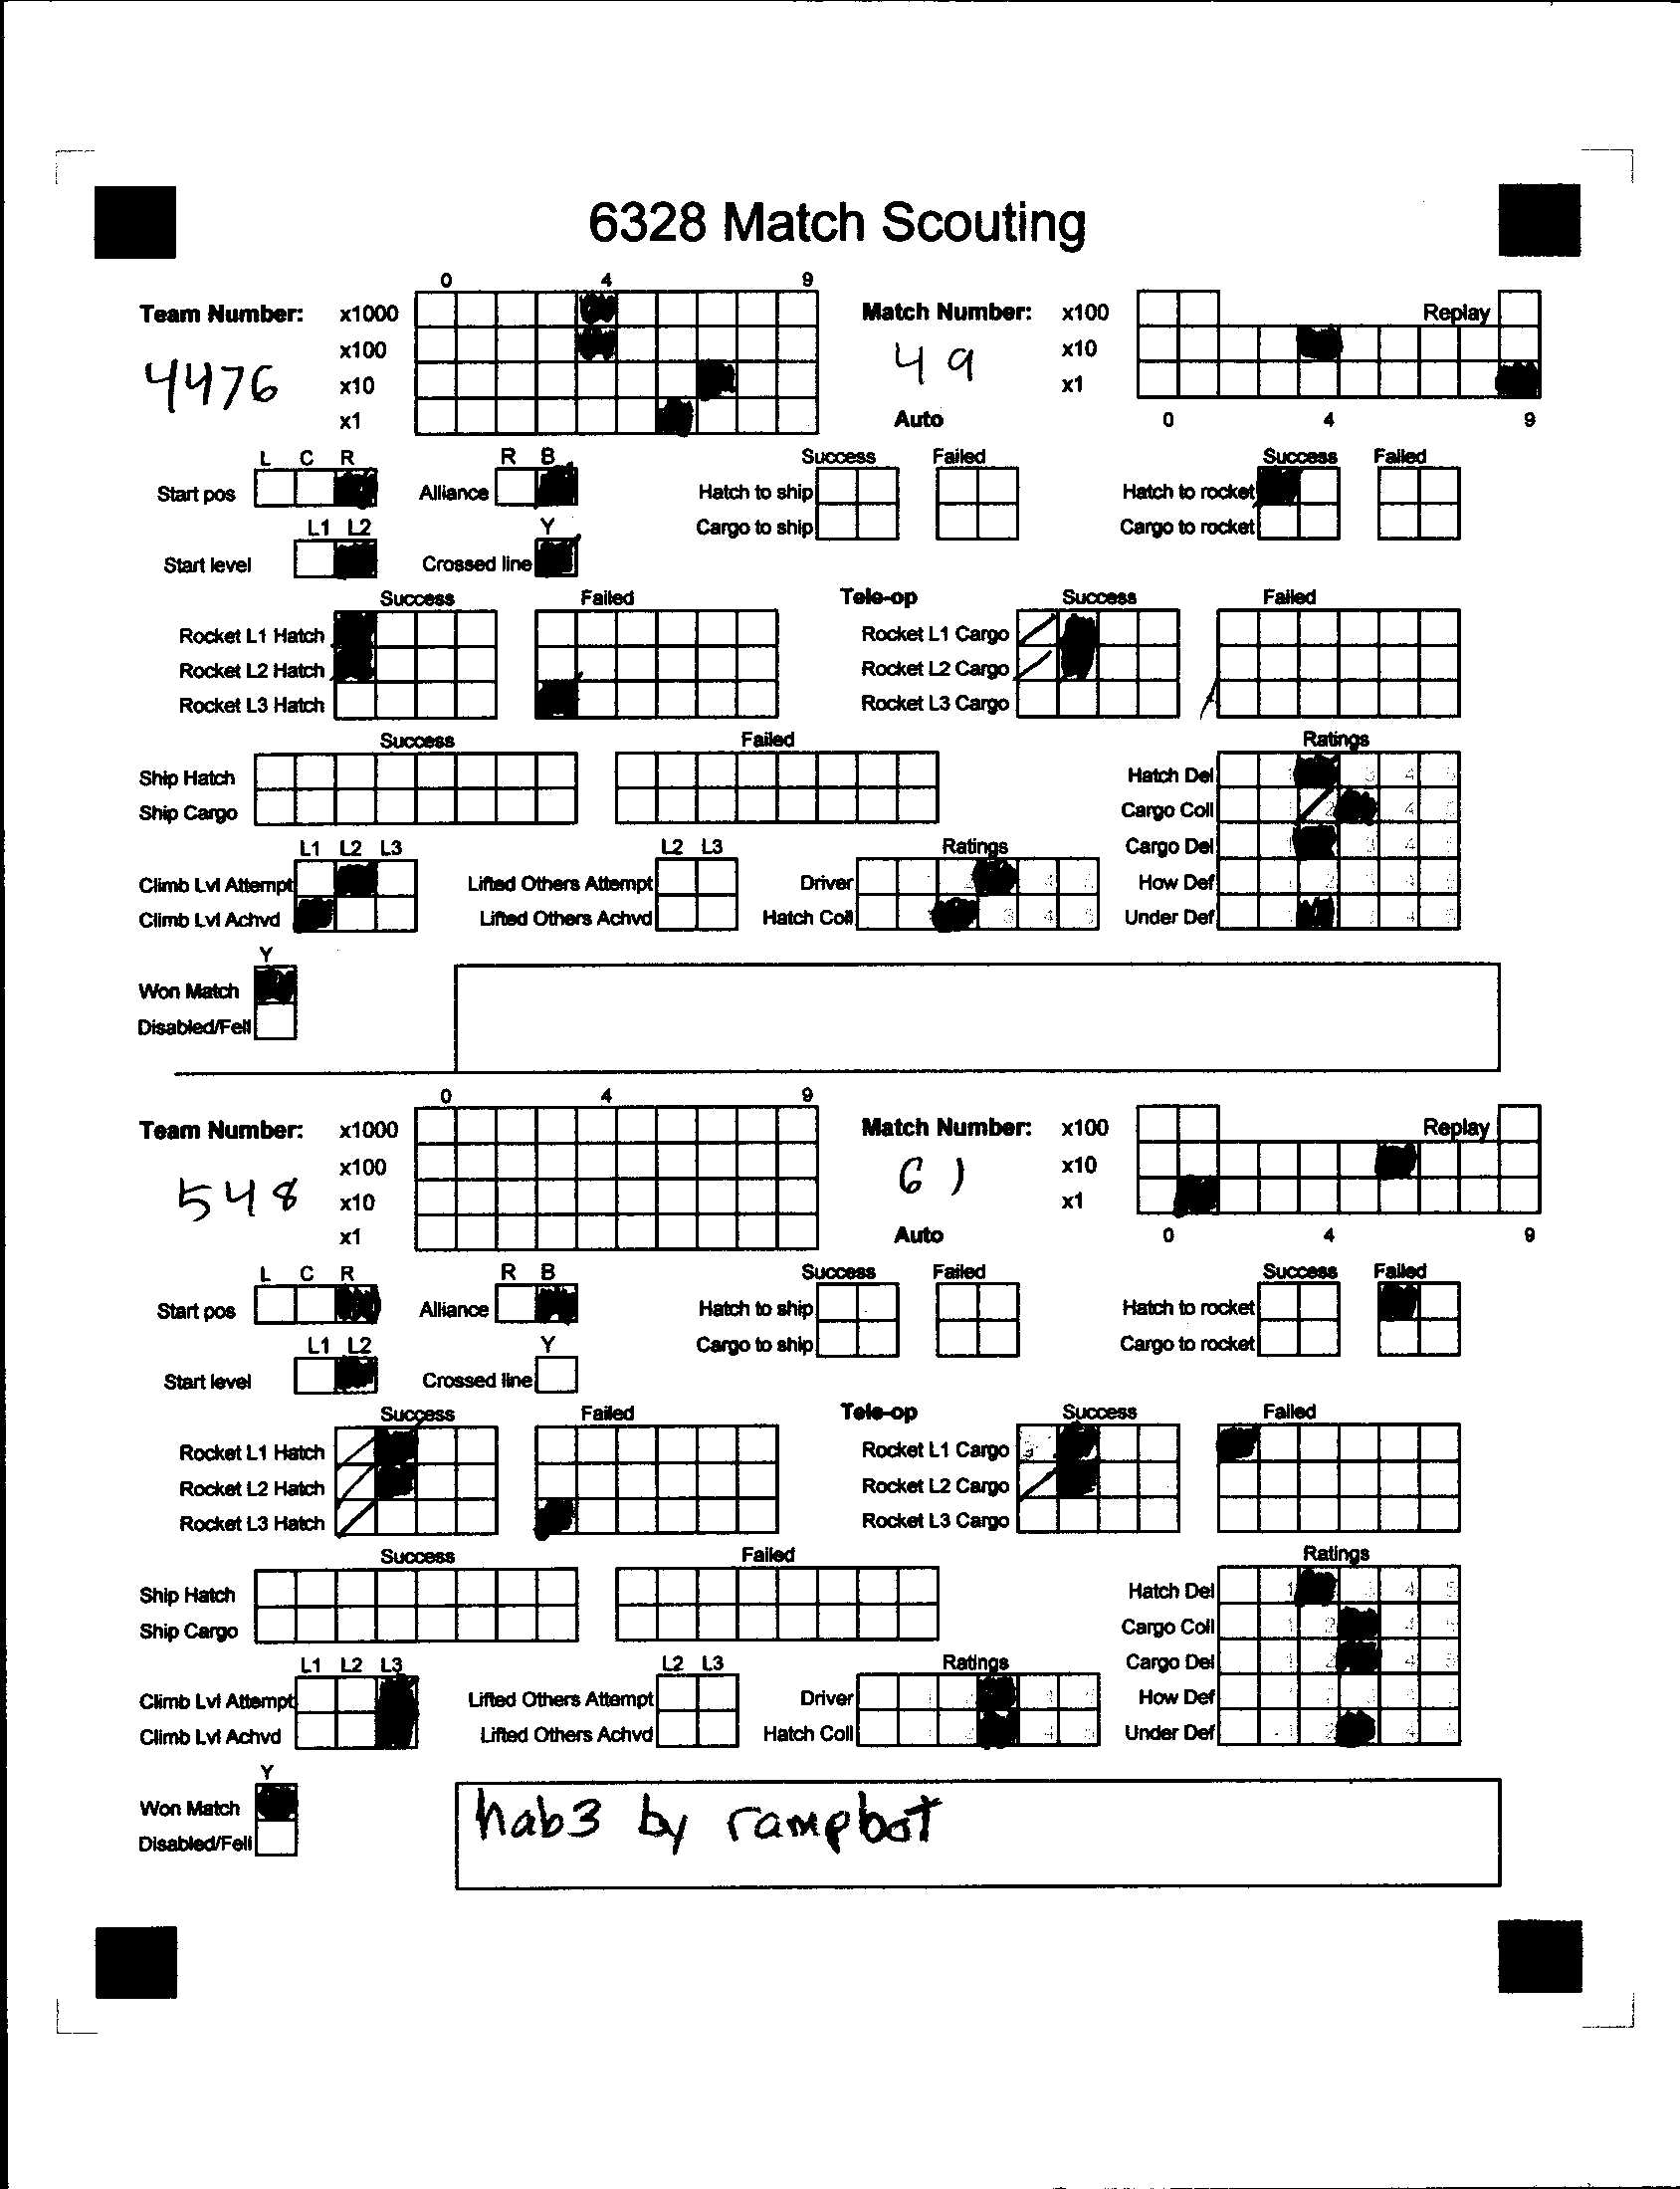 6328 Match Scouting
0 4 9
Team Number: x1000 Match Number: x100 Replay
4476 x100 49 x10
x10 x1
x1 Auto 0 4 9
L C R R B Success Failed Success Failed
Start pos Alliance Hatch to ship Hatch to rocket
L1 L2 Y Cargo to ship Cargo to rocket
Start level Crossed line
Success Failed Tele-op Success Failed
Rocket L1 Hatch Rocket L1 Cargo
Rocket L2 Hatch Rocket L2 Cargo
Rocket L3 Hatch Rocket L3 Cargo
Success Failed Ratings
Ship Hatch Hatch Del
Ship Cargo Cargo Coll
L1 L2 L3 L2 L3 Ratings Cargo Del
Climb Lvl Attempt Lifted Others Attempt Driver How Def
Climb Lvl Achvd Lifted Others Achvd Hatch Coll Under Def
Y
Won Match
Disabled/Fell
0 4 9
Team Number: x1000 Match Number: x100 Replay
548 x100 61 x10
x10 x1
x1 Auto 0 4 9
L C R R B Success Failed Success Failed
Start pos Alliance Hatch to ship Hatch to rocket
L1 L2 Y Cargo to ship Cargo to rocket
Start level Crossed line
Success Failed Tele-op Success Failed
Rocket L1 Hatch Rocket L1 Cargo
Rocket L2 Hatch Rocket L2 Cargo
Rocket L3 Hatch Rocket L3 Cargo
Success Failed Ratings
Ship Hatch Hatch Del
Ship Cargo Cargo Coll
L1 L2 L3 L2 L3 Ratings Cargo Del
Climb Lvl Attempt Lifted Others Attempt Driver How Def
Climb Lvl Achvd Lifted Others Achvd Hatch Coll Under Def
Y
Won Match
Disabled/Fell
hab3 by rampbot